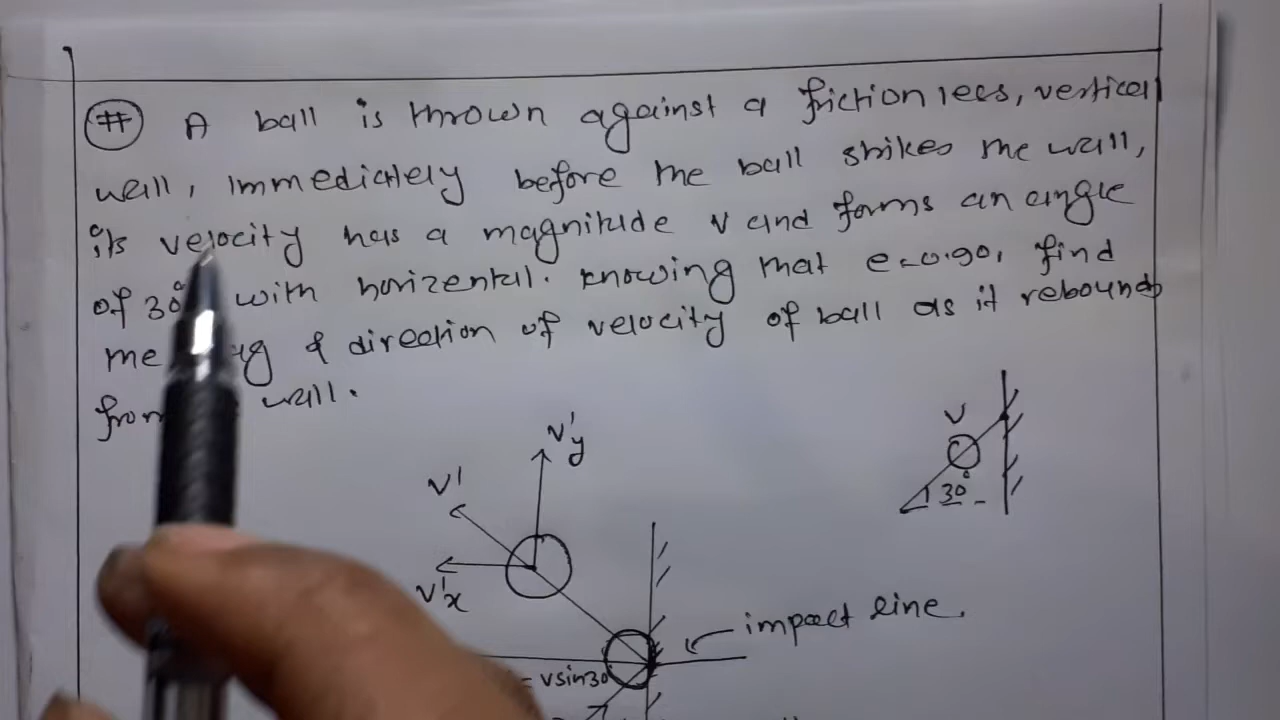 # A ball is thrown against a frictionless, vertical
wall, immediately before the ball strikes the wall,
its velocity has a magnitude v and forms an angle
of 30° with horizental. knowing that e=0.90, find
the & direction of velocity of ball as it rebounds
wall.
V'y
V'
V'x
V
30°
impact line.
= vsin30